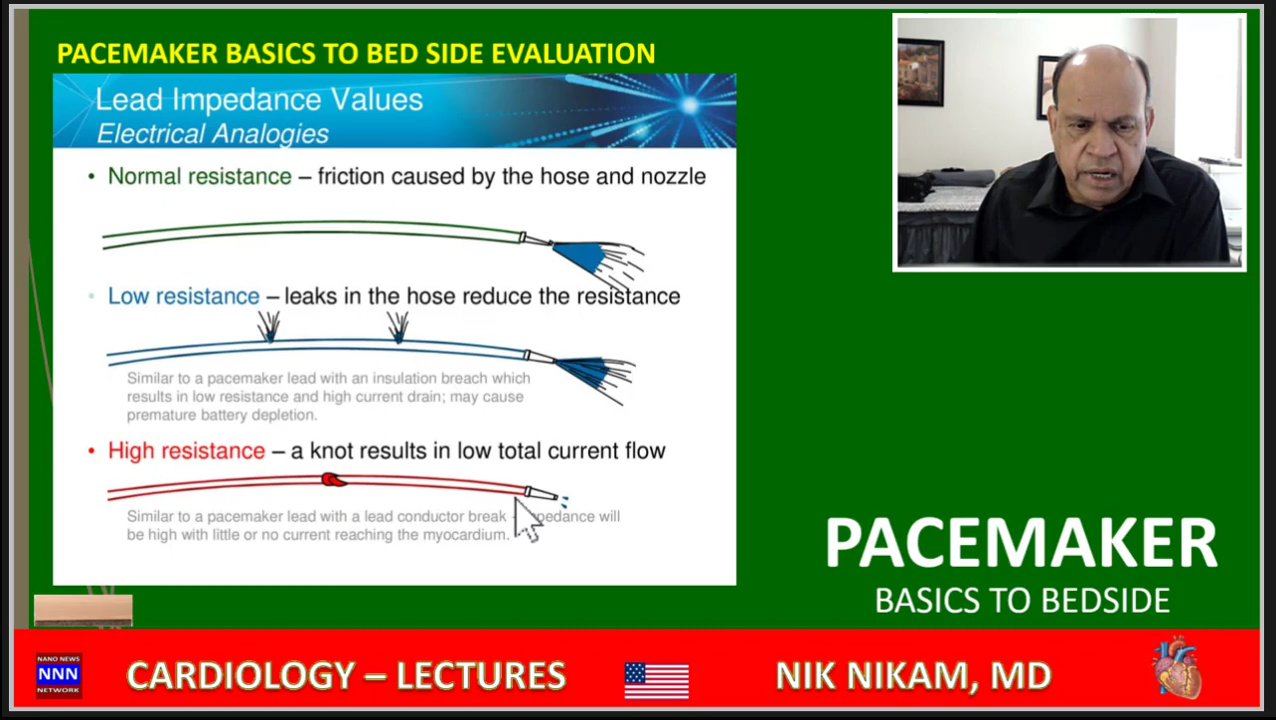 PACEMAKER BASICS TO BED SIDE EVALUATION
Lead Impedance Values
Electrical Analogies
• Normal resistance – friction caused by the hose and nozzle
• Low resistance – leaks in the hose reduce the resistance
Similar to a pacemaker lead with an insulation breach which
results in low resistance and high current drain; may cause
premature battery depletion.
• High resistance – a knot results in low total current flow
Similar to a pacemaker lead with a lead conductor break - pedance will
be high with little or no current reaching the myocardium.
PACEMAKER
BASICS TO BEDSIDE
NANO NEWS
NNN
NETWORK
CARDIOLOGY – LECTURES
NIK NIKAM, MD